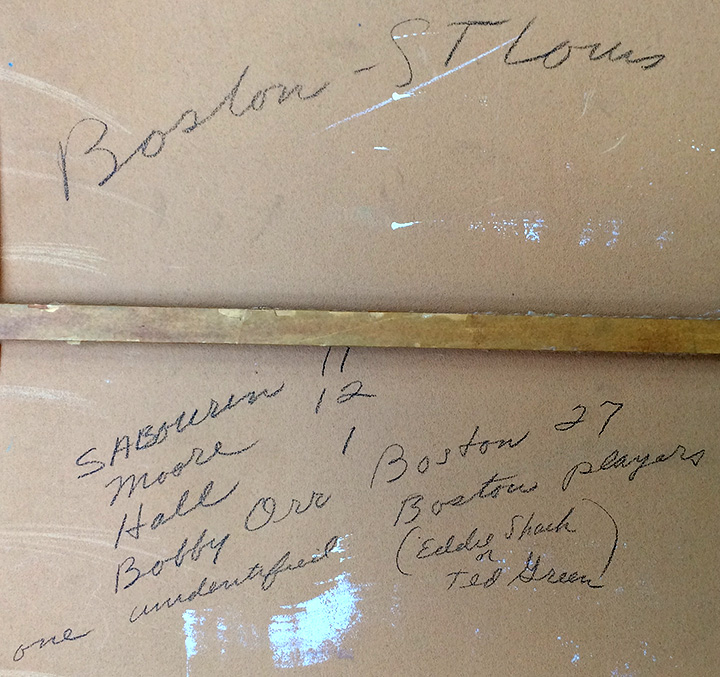 Boston - ST Louis
SABOURIN 11
Moore 12
Hall 1
Bobby Orr Boston 27
one unidentified Boston players
(Eddie Shack
or
Ted Green)